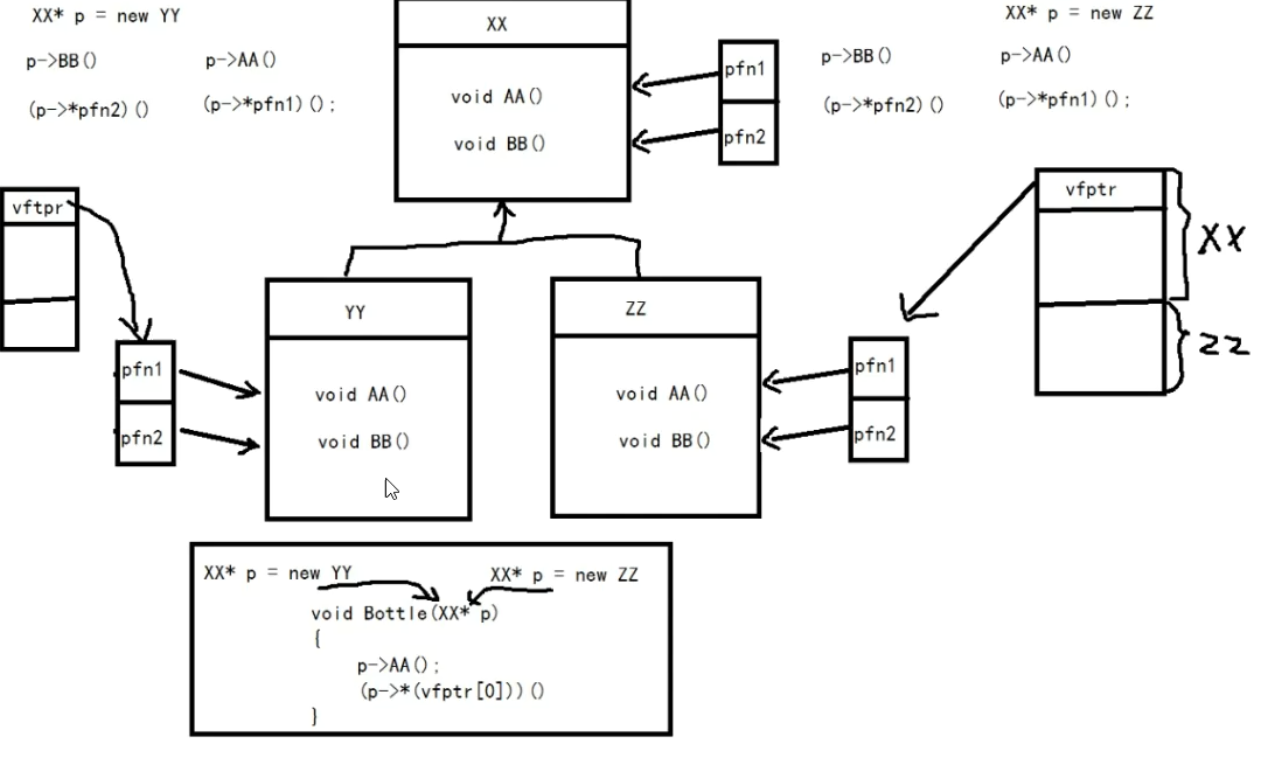 XX* p = new YY
p->BB()
p->AA()
(p->*pfn2)()
(p->*pfn1)();
XX
void AA()
void BB()
pfn1
pfn2
XX* p = new ZZ
p->BB()
p->AA()
(p->*pfn2)()
(p->*pfn1)();
vftpr
pfn1
pfn2
YY
void AA()
void BB()
ZZ
void AA()
void BB()
pfn1
pfn2
vfptr
XX
ZZ
XX* p = new YY
XX* p = new ZZ
void Bottle(XX* p)
{
p->AA();
(p->*(vfptr[0]))()
}